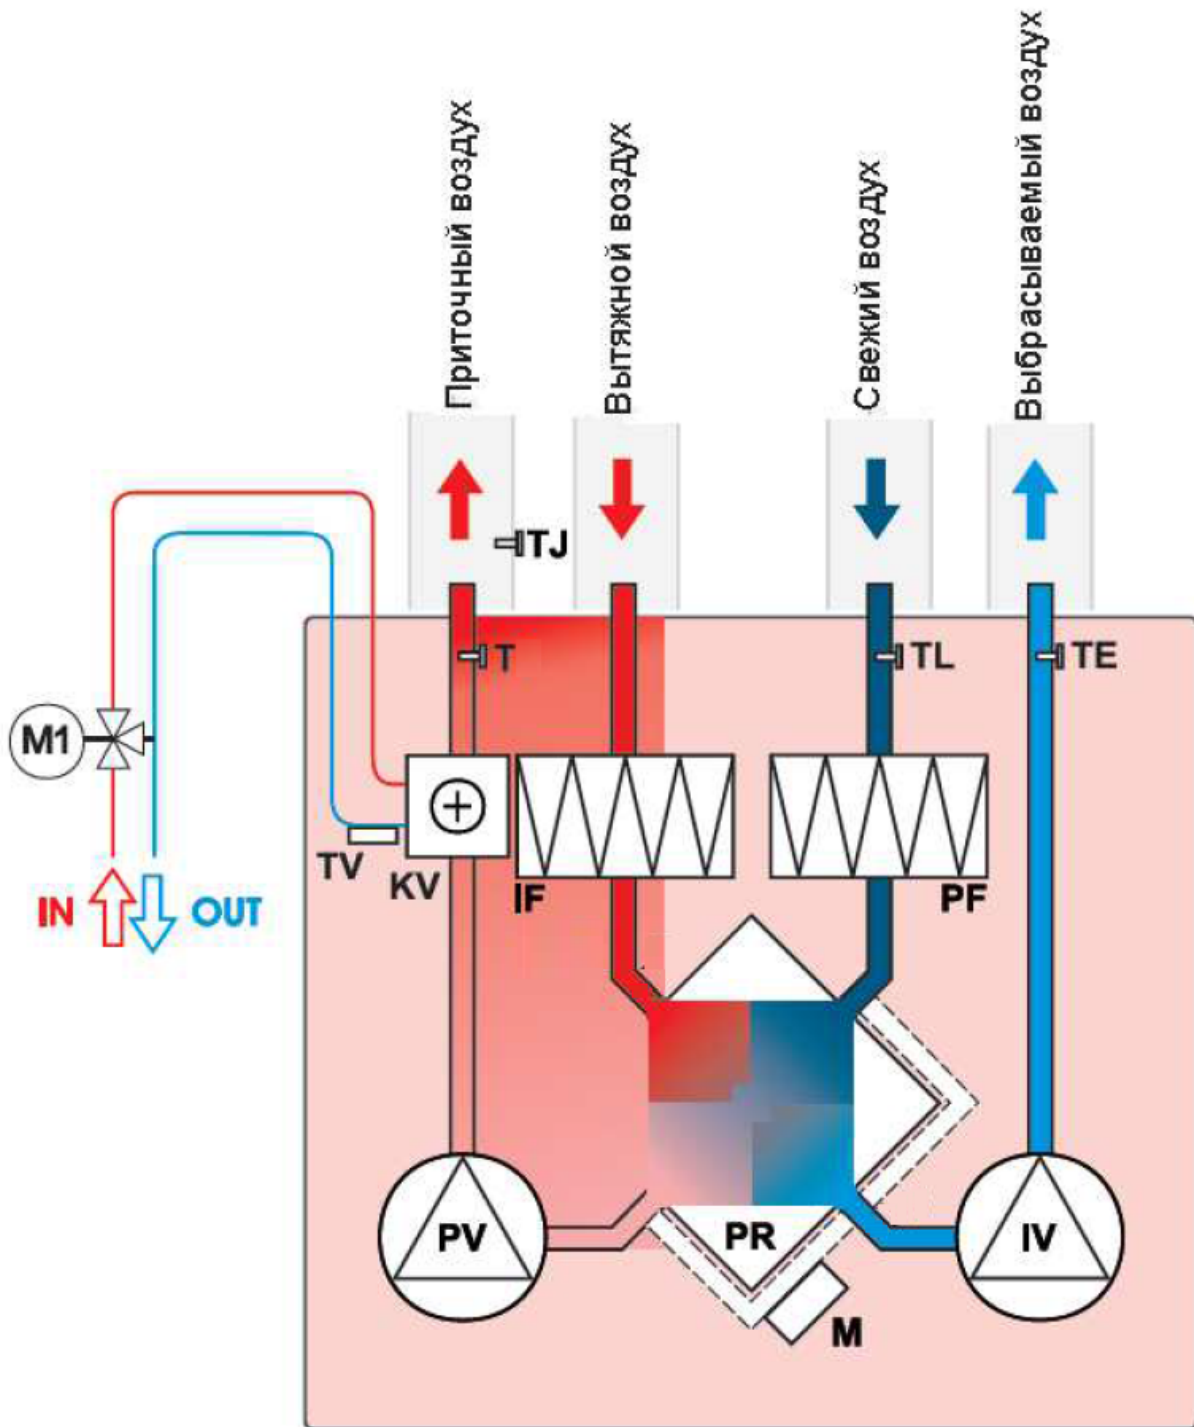 Приточный воздух
Вытяжной воздух
Свежий воздух
Выбрасываемый воздух
TJ
T
TL
TE
M1
TV
KV
IF
PF
IN
OUT
PV
PR
IV
M